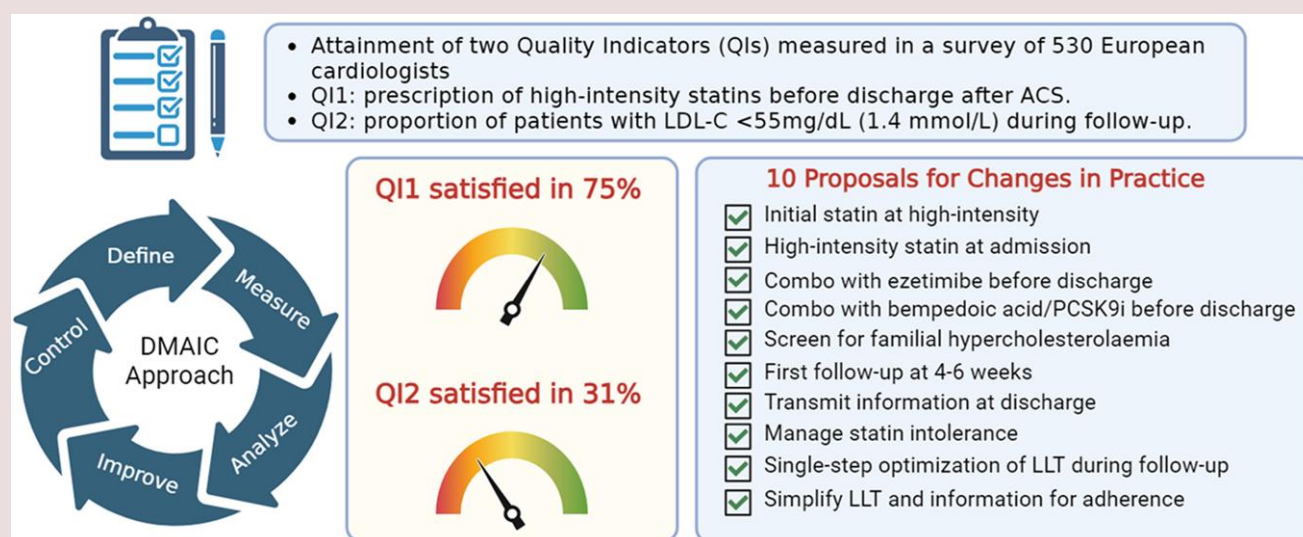 • Attainment of two Quality Indicators (QIs) measured in a survey of 530 European
cardiologists
• QI1: prescription of high-intensity statins before discharge after ACS.
• QI2: proportion of patients with LDL-C <55mg/dL (1.4 mmol/L) during follow-up.
Define
Measure
Analyze
Improve
Control
DMAIC
Approach
QI1 satisfied in 75%
QI2 satisfied in 31%
10 Proposals for Changes in Practice
Initial statin at high-intensity
High-intensity statin at admission
Combo with ezetimibe before discharge
Combo with bempedoic acid/PCSK9i before discharge
Screen for familial hypercholesterolaemia
First follow-up at 4-6 weeks
Transmit information at discharge
Manage statin intolerance
Single-step optimization of LLT during follow-up
Simplify LLT and information for adherence